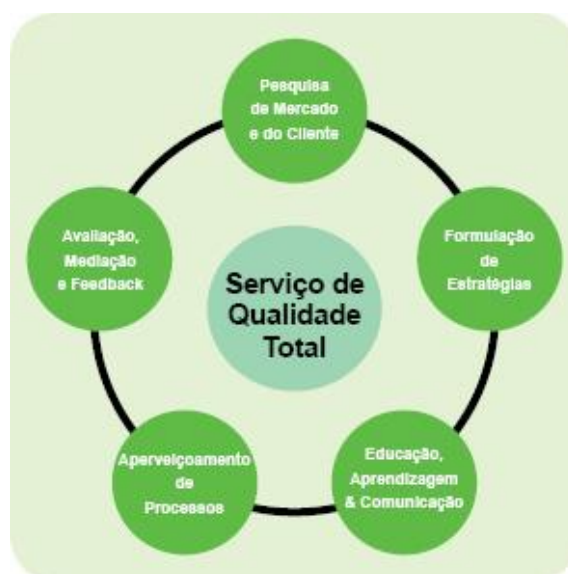 Pesquisa
de Mercado
e do Cliente
Formulação
de
Estratégias
Educação,
Aprendizagem
& Comunicação
Aperveiçoamento
de
Processos
Avaliação,
Mediação
e Feedback
Serviço de
Qualidade
Total